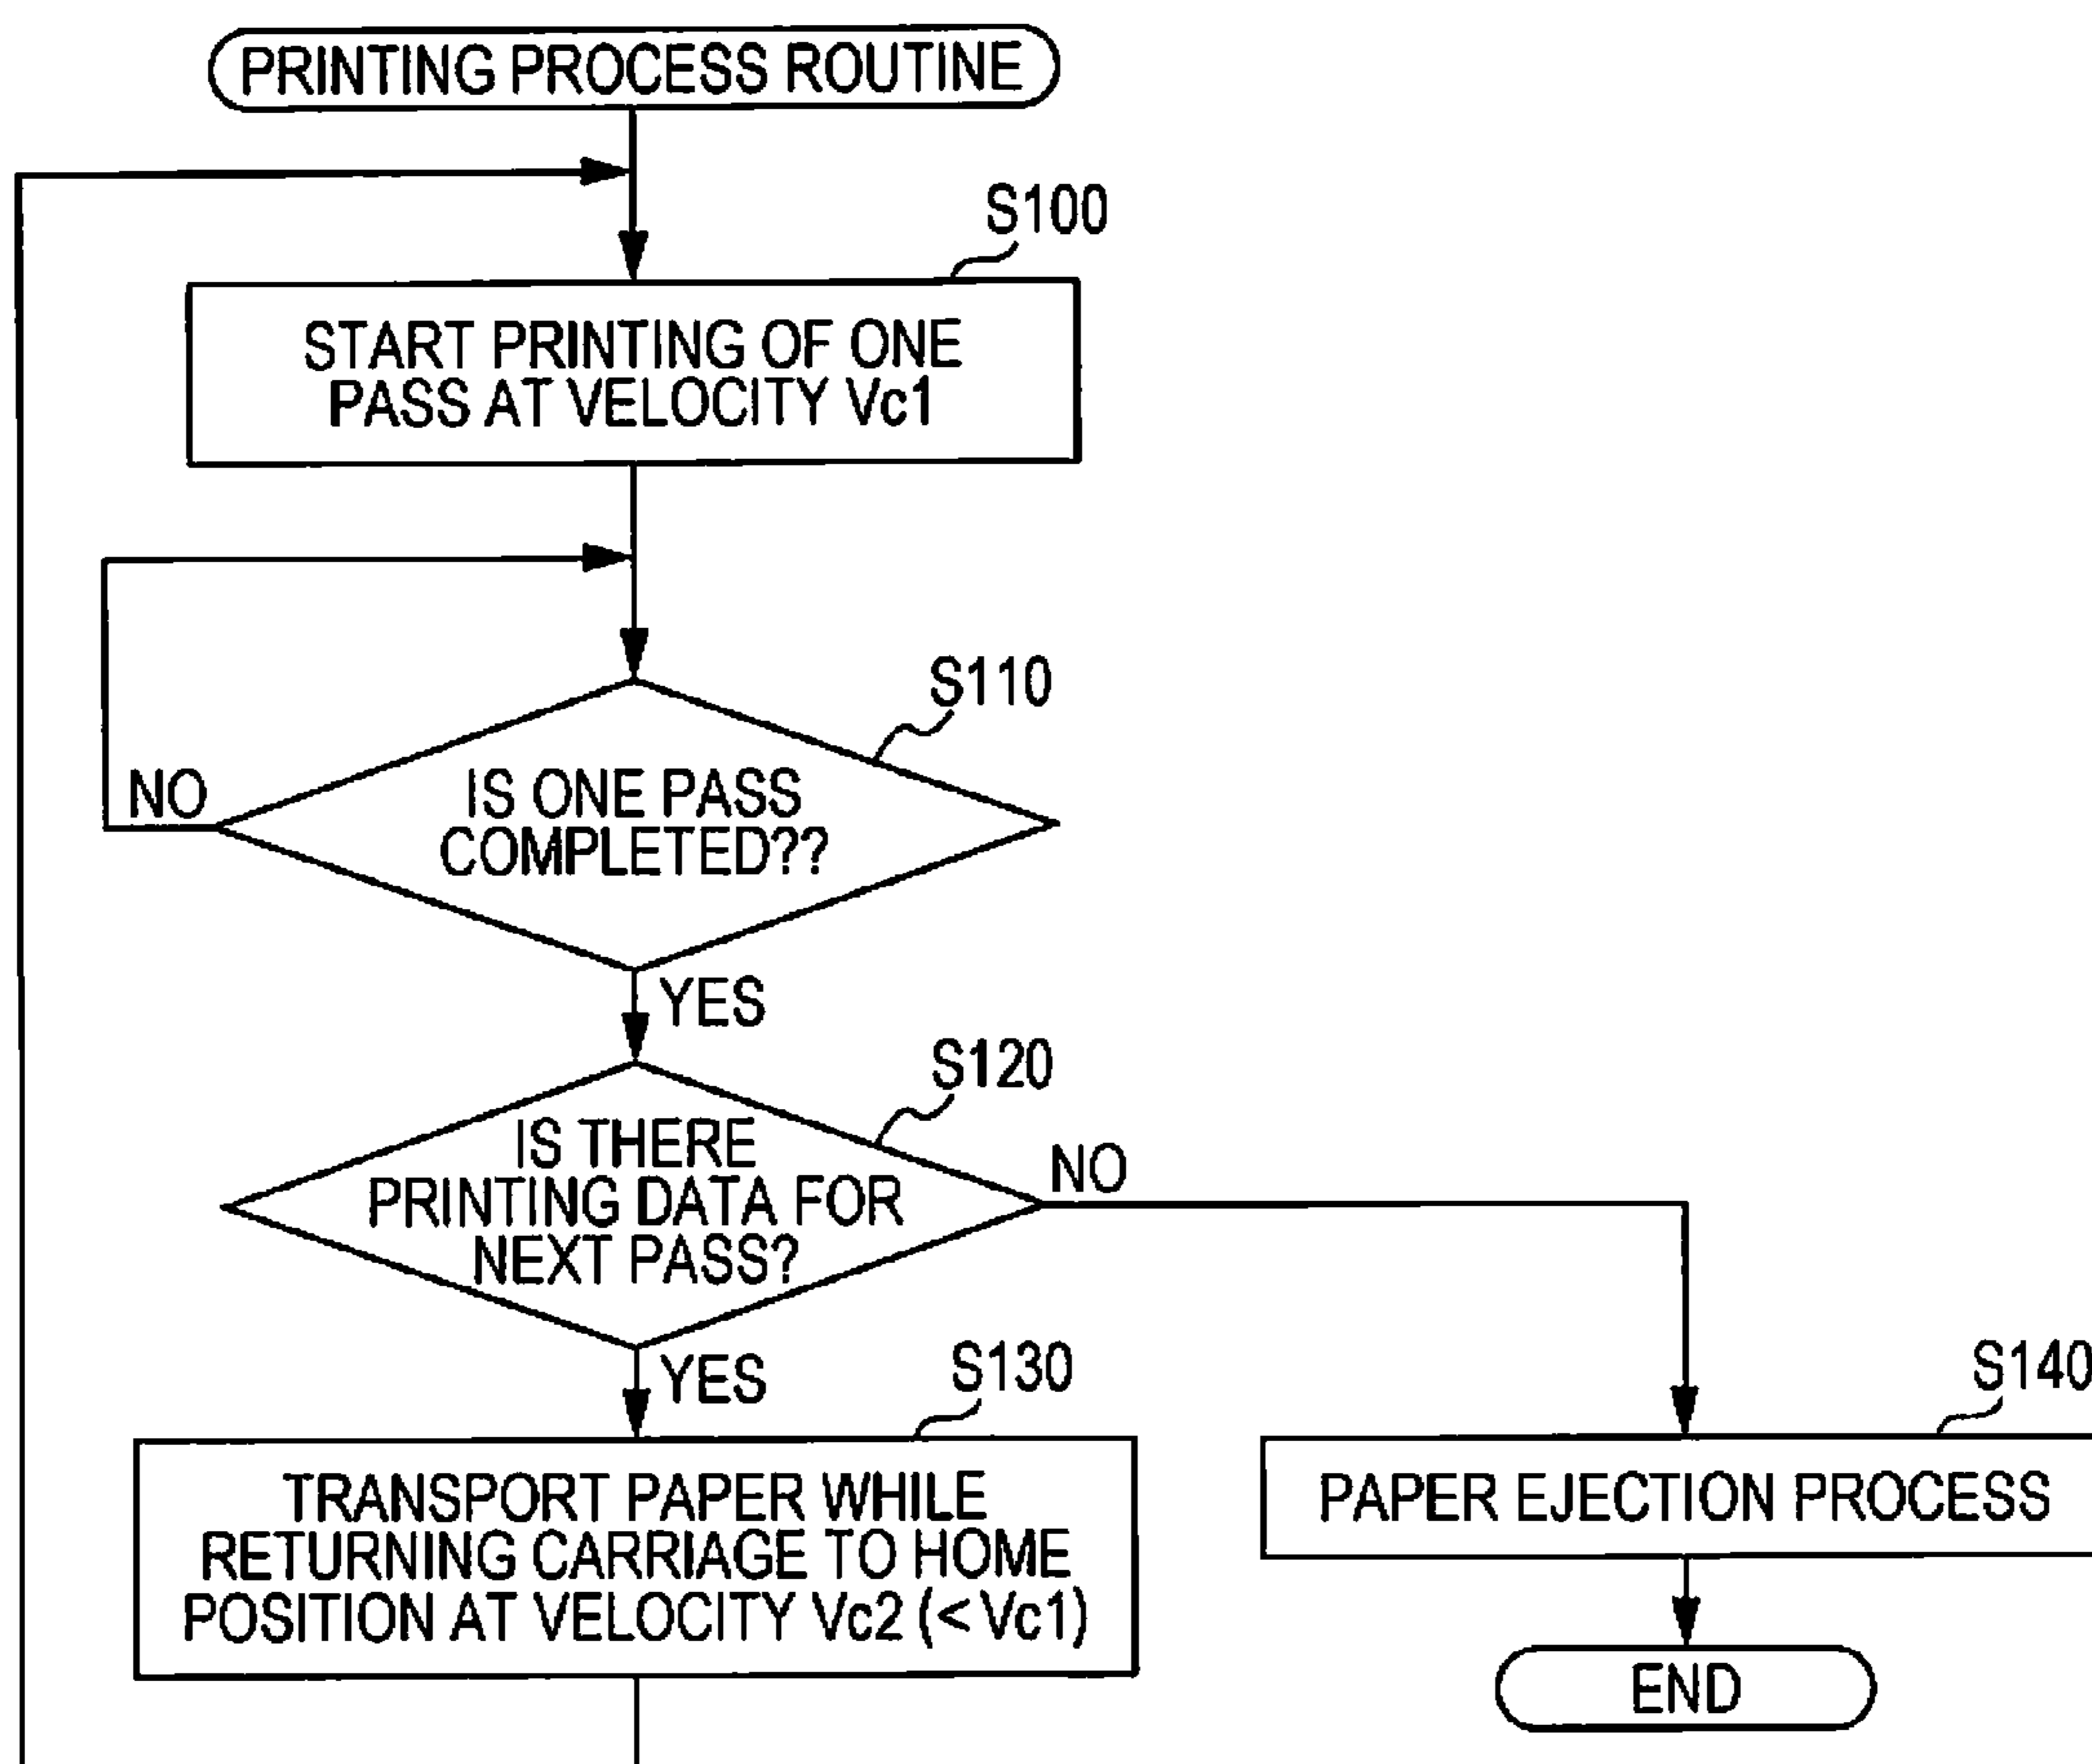 PRINTING PROCESS ROUTINE
S100
START PRINTING OF ONE
PASS AT VELOCITY Vc1
S110
NO
IS ONE PASS
COMPLETED??
YES
S120
IS THERE
PRINTING DATA FOR
NEXT PASS?
NO
YES
S130
TRANSPORT PAPER WHILE
RETURNING CARRIAGE TO HOME
POSITION AT VELOCITY Vc2 (< Vc1)
S140
PAPER EJECTION PROCESS
END